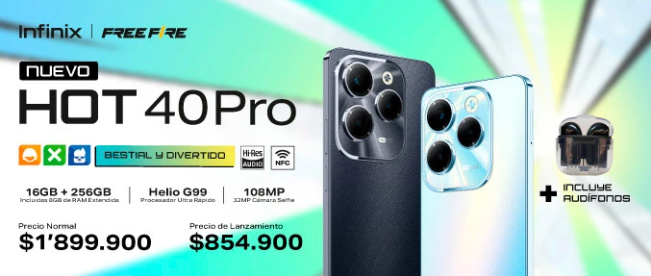 Infinix | FREE FIRE
NUEVO
HOT 40 Pro
BESTIAL Y DIVERTIDO
Hi-Res
AUDIO
NFC
16GB + 256GB
Incluidas 8GB de RAM Extendida
Helio G99
Procesador Ultra Rápido
108MP
32MP Cámara Selfie
+ INCLUYE
AUDÍFONOS
Precio Normal
$1'899.900
Precio de Lanzamiento
$854.900